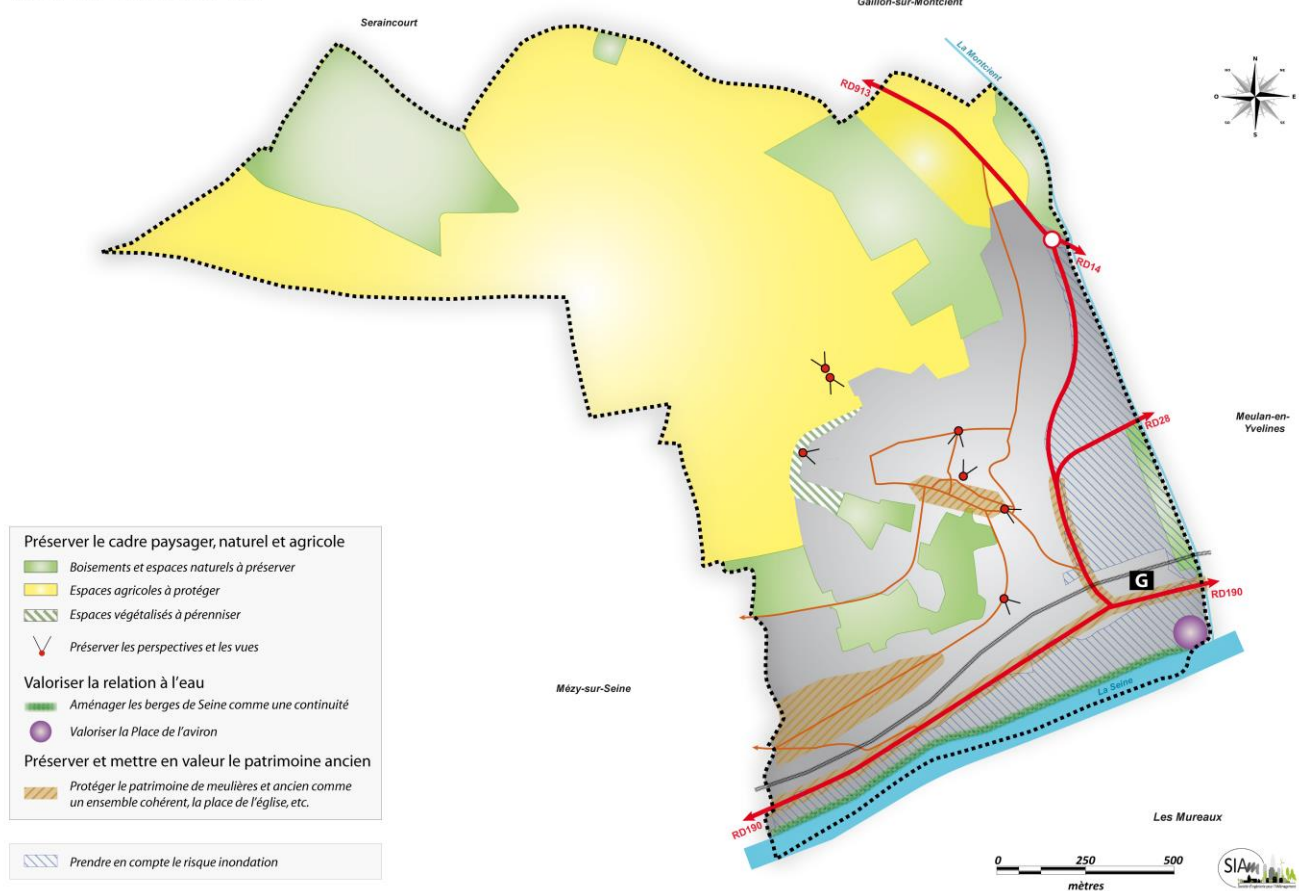 Seraincourt
Gaillon-sur-Montcient
La Montcient
N
O
E
S
RD913
RD14
Meulan-en-
Yvelines
RD28
G
RD190
Mézy-sur-Seine
La Seine
RD190
Les Mureaux
Préserver le cadre paysager, naturel et agricole
Boisements et espaces naturels à préserver
Espaces agricoles à protéger
Espaces végétalisés à pérenniser
Préserver les perspectives et les vues
Valoriser la relation à l'eau
Aménager les berges de Seine comme une continuité
Valoriser la Place de l'aviron
Préserver et mettre en valeur le patrimoine ancien
Protéger le patrimoine de meulières et ancien comme
un ensemble cohérent, la place de l'église, etc.
Prendre en compte le risque inondation
0 250 500
mètres
SIAm